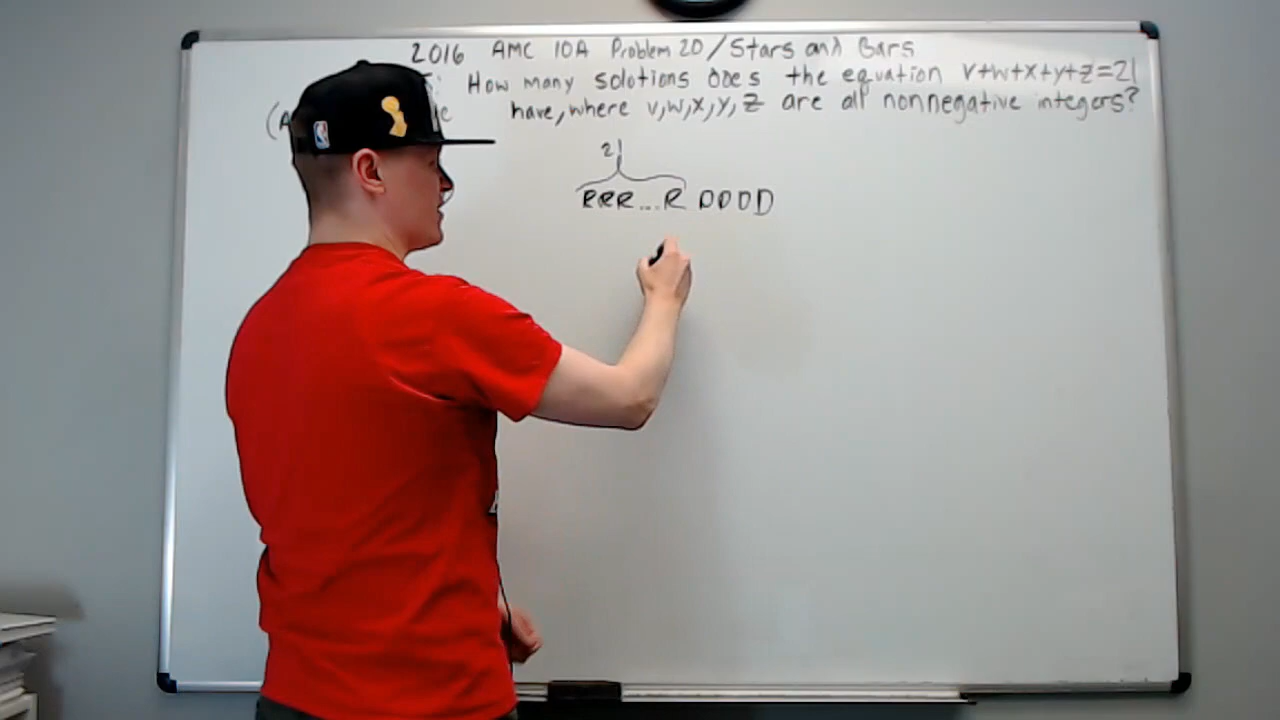 2016 AMC 10A Problem 20/Stars and Bars
How many solutions does the equation v+w+x+y+z=21
have, where v,w,x,y,z are all nonnegative integers?
21
RRR...R DDDD